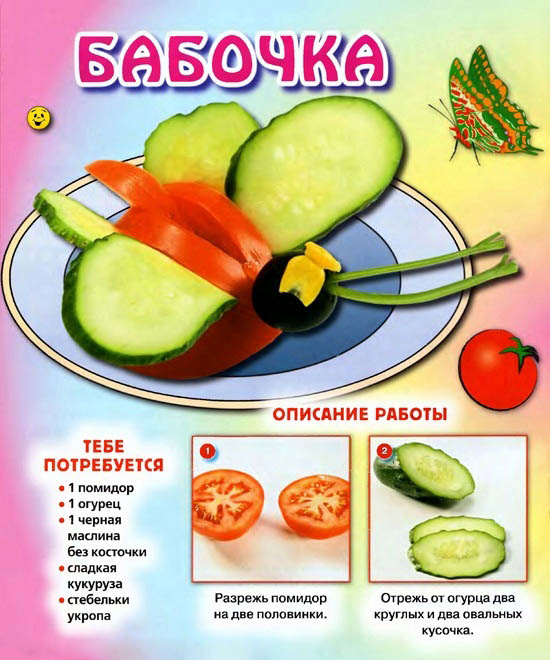 БАБОЧКА
ОПИСАНИЕ РАБОТЫ
ТЕБЕ
ПОТРЕБУЕТСЯ
• 1 помидор
• 1 огурец
• 1 черная
маслина
без косточки
• сладкая
кукуруза
• стебельки
укропа
1
Разрежь помидор
на две половинки.
2
Отрежь от огурца два
круглых и два овальных
кусочка.